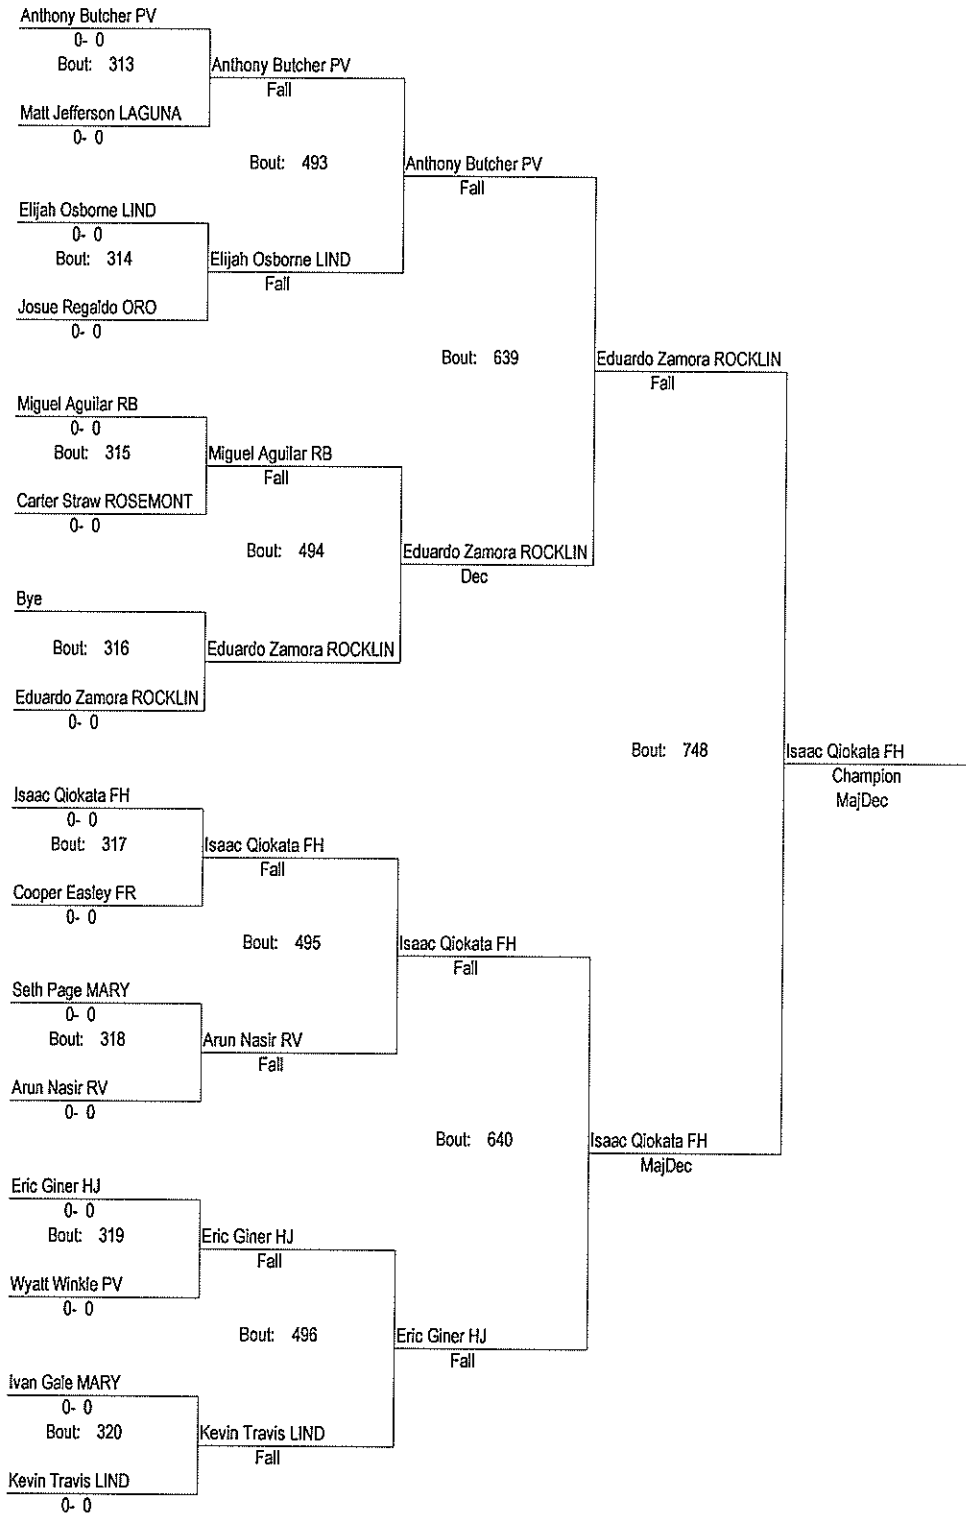 Anthony Butcher PV
0- 0
Bout: 313
Matt Jefferson LAGUNA
0- 0
Anthony Butcher PV
Fall
Bout: 493
Elijah Osborne LIND
0- 0
Bout: 314
Josue Regaldo ORO
0- 0
Elijah Osborne LIND
Fall
Anthony Butcher PV
Fall
Bout: 639
Miguel Aguilar RB
0- 0
Bout: 315
Carter Straw ROSEMONT
0- 0
Miguel Aguilar RB
Fall
Bout: 494
Bye
Bout: 316
Eduardo Zamora ROCKLIN
0- 0
Eduardo Zamora ROCKLIN
Eduardo Zamora ROCKLIN
Dec
Eduardo Zamora ROCKLIN
Fall
Bout: 748
Isaac Qiokata FH
Champion
MajDec
Isaac Qiokata FH
0- 0
Bout: 317
Cooper Easley FR
0- 0
Isaac Qiokata FH
Fall
Bout: 495
Seth Page MARY
0- 0
Bout: 318
Arun Nasir RV
0- 0
Arun Nasir RV
Fall
Isaac Qiokata FH
Fall
Bout: 640
Isaac Qiokata FH
MajDec
Eric Giner HJ
0- 0
Bout: 319
Wyatt Winkle PV
0- 0
Eric Giner HJ
Fall
Bout: 496
Ivan Gale MARY
0- 0
Bout: 320
Kevin Travis LIND
0- 0
Kevin Travis LIND
Fall
Eric Giner HJ
Fall